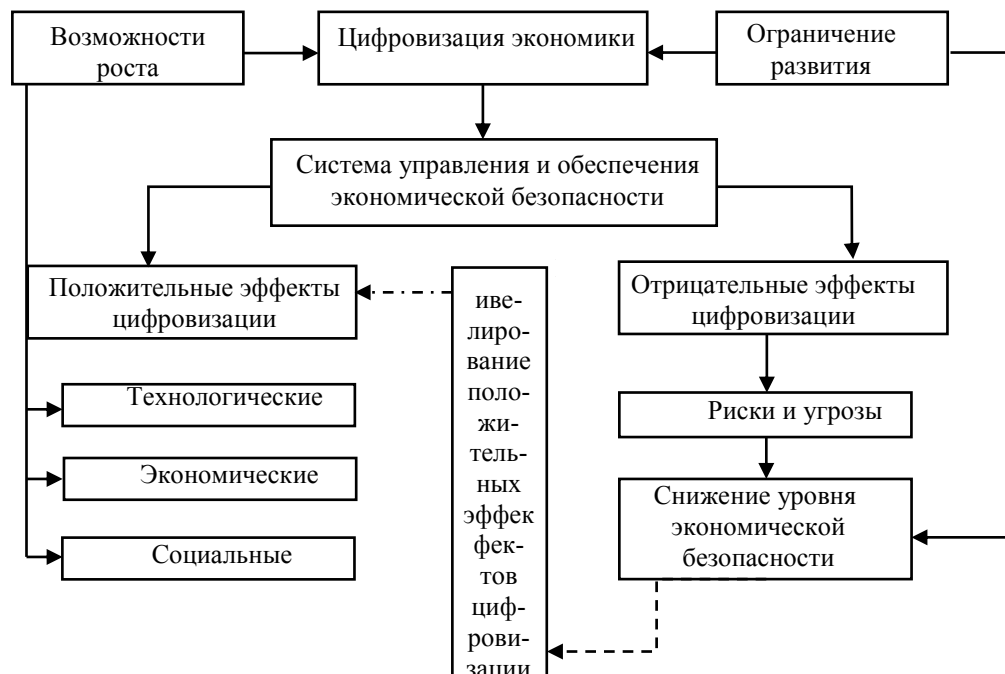 Возможности
роста
Цифровизация экономики
Ограничение
развития
Система управления и обеспечения
экономической безопасности
Положительные эффекты
цифровизации
Технологические
Экономические
Социальные
иве-
лиро-
вание
поло-
жи-
тель-
ных
эффек
фек-
тов
циф-
рови-
зации
Отрицательные эффекты
цифровизации
Риски и угрозы
Снижение уровня
экономической
безопасности